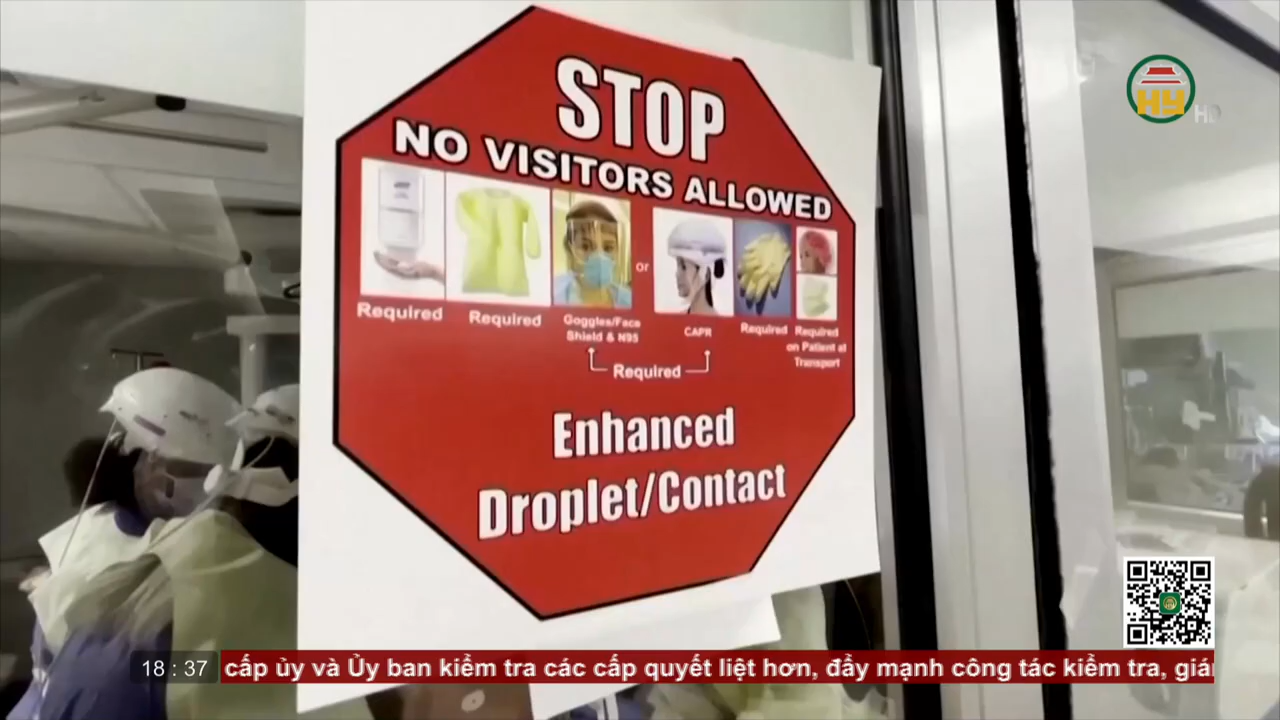 HY HD
STOP
NO VISITORS ALLOWED
or
Required
Required
Goggles/Face
Shield & N95
CAPR
Required
Required
Required
on Patient at
Transport
Enhanced
Droplet/Contact
18 : 37
cấp ủy và Ủy ban kiểm tra các cấp quyết liệt hơn, đẩy mạnh công tác kiểm tra, giá